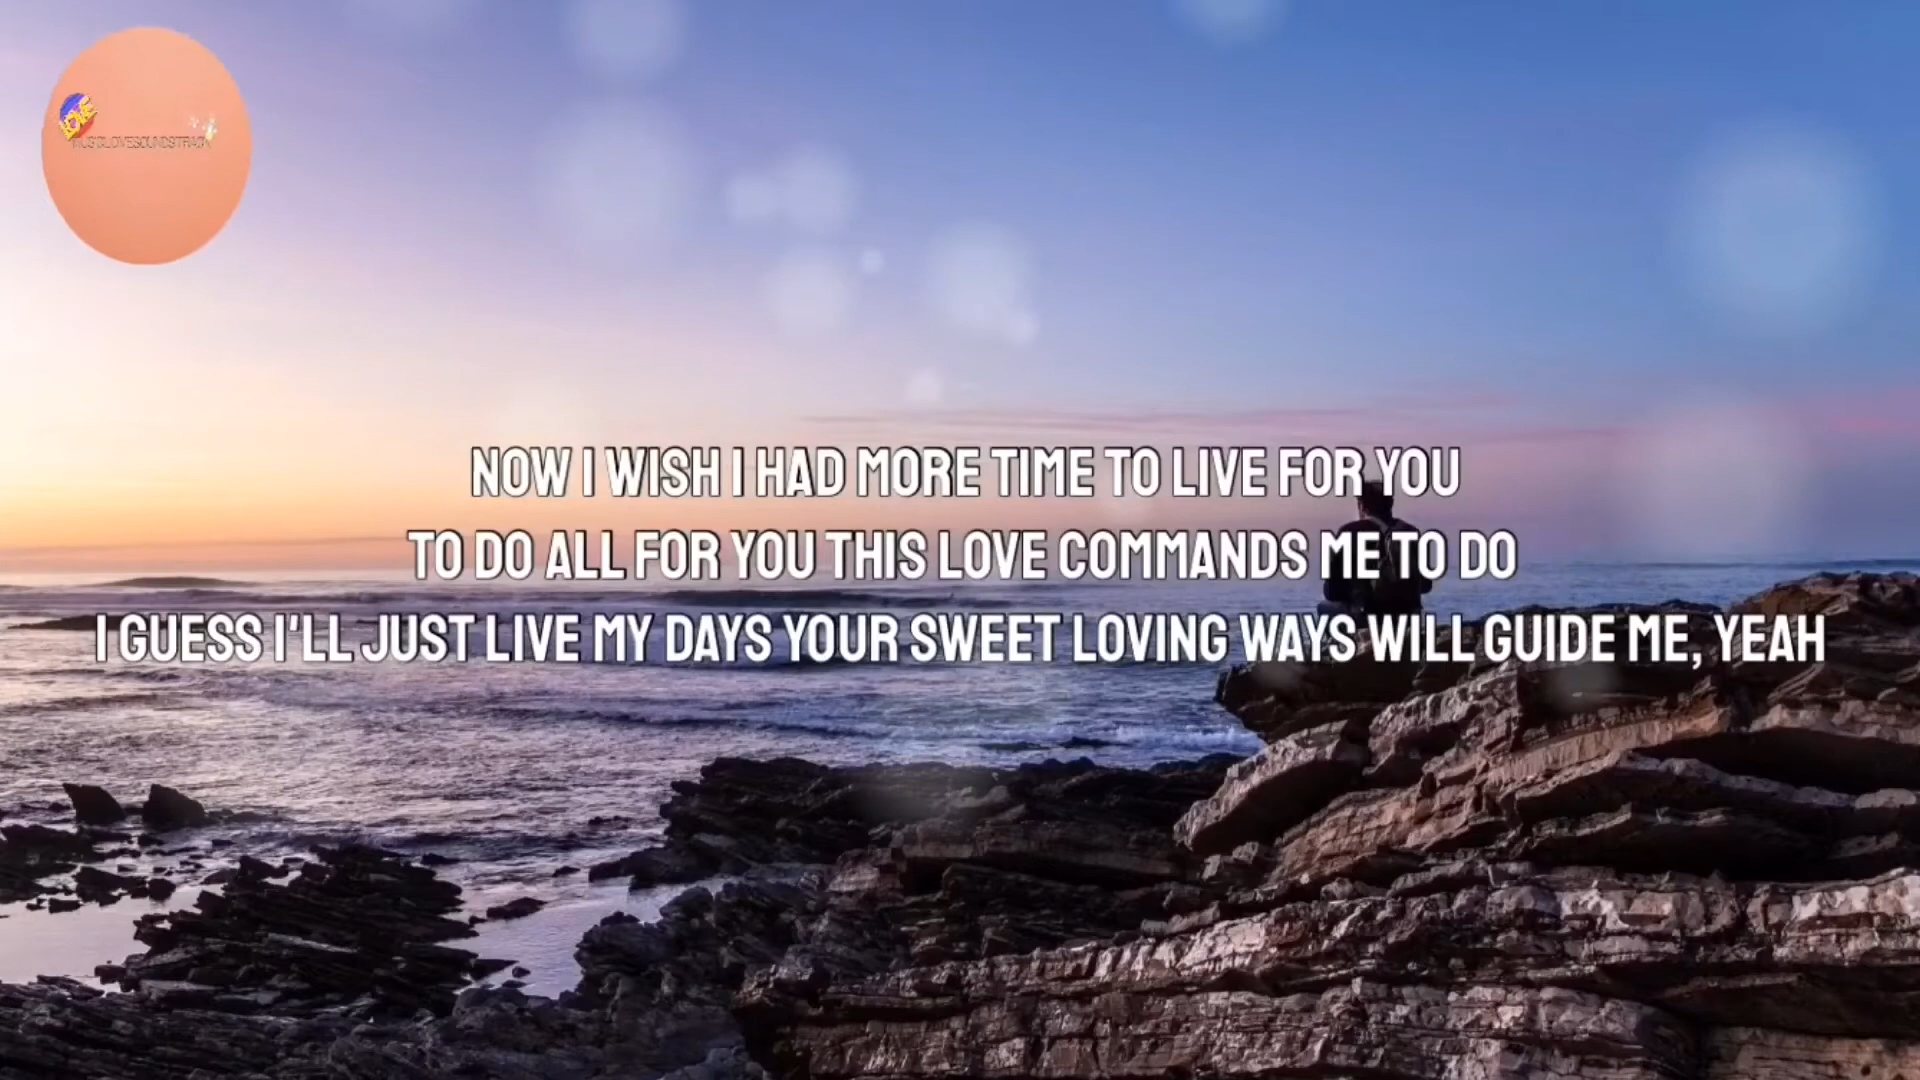 NOW I WISH I HAD MORE TIME TO LIVE FOR YOU
TO DO ALL FOR YOU THIS LOVE COMMANDS ME TO DO
I GUESS I'LL JUST LIVE MY DAYS YOUR SWEET LOVING WAYS WILL GUIDE ME, YEAH